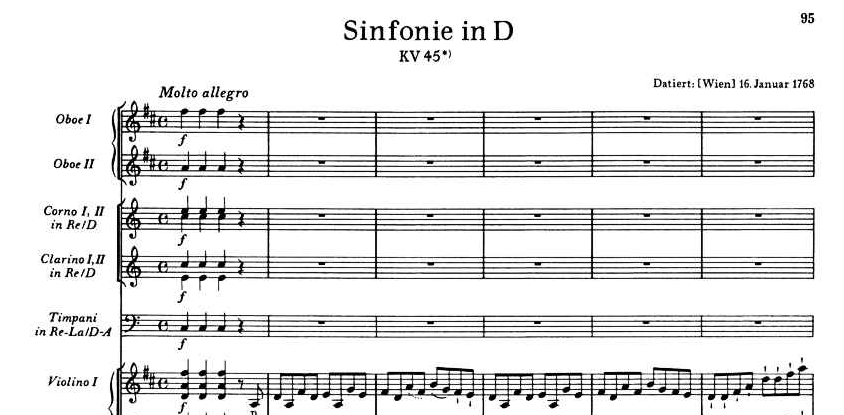 95
Sinfonie in D
KV 45*)
Datiert: [Wien] 16. Januar 1768
Molto allegro
Oboe I
f
Oboe II
f
Corno I, II
in Re/D
f
Clarino I, II
in Re/D
f
Timpani
in Re-La/D-A
f
Violino I
f